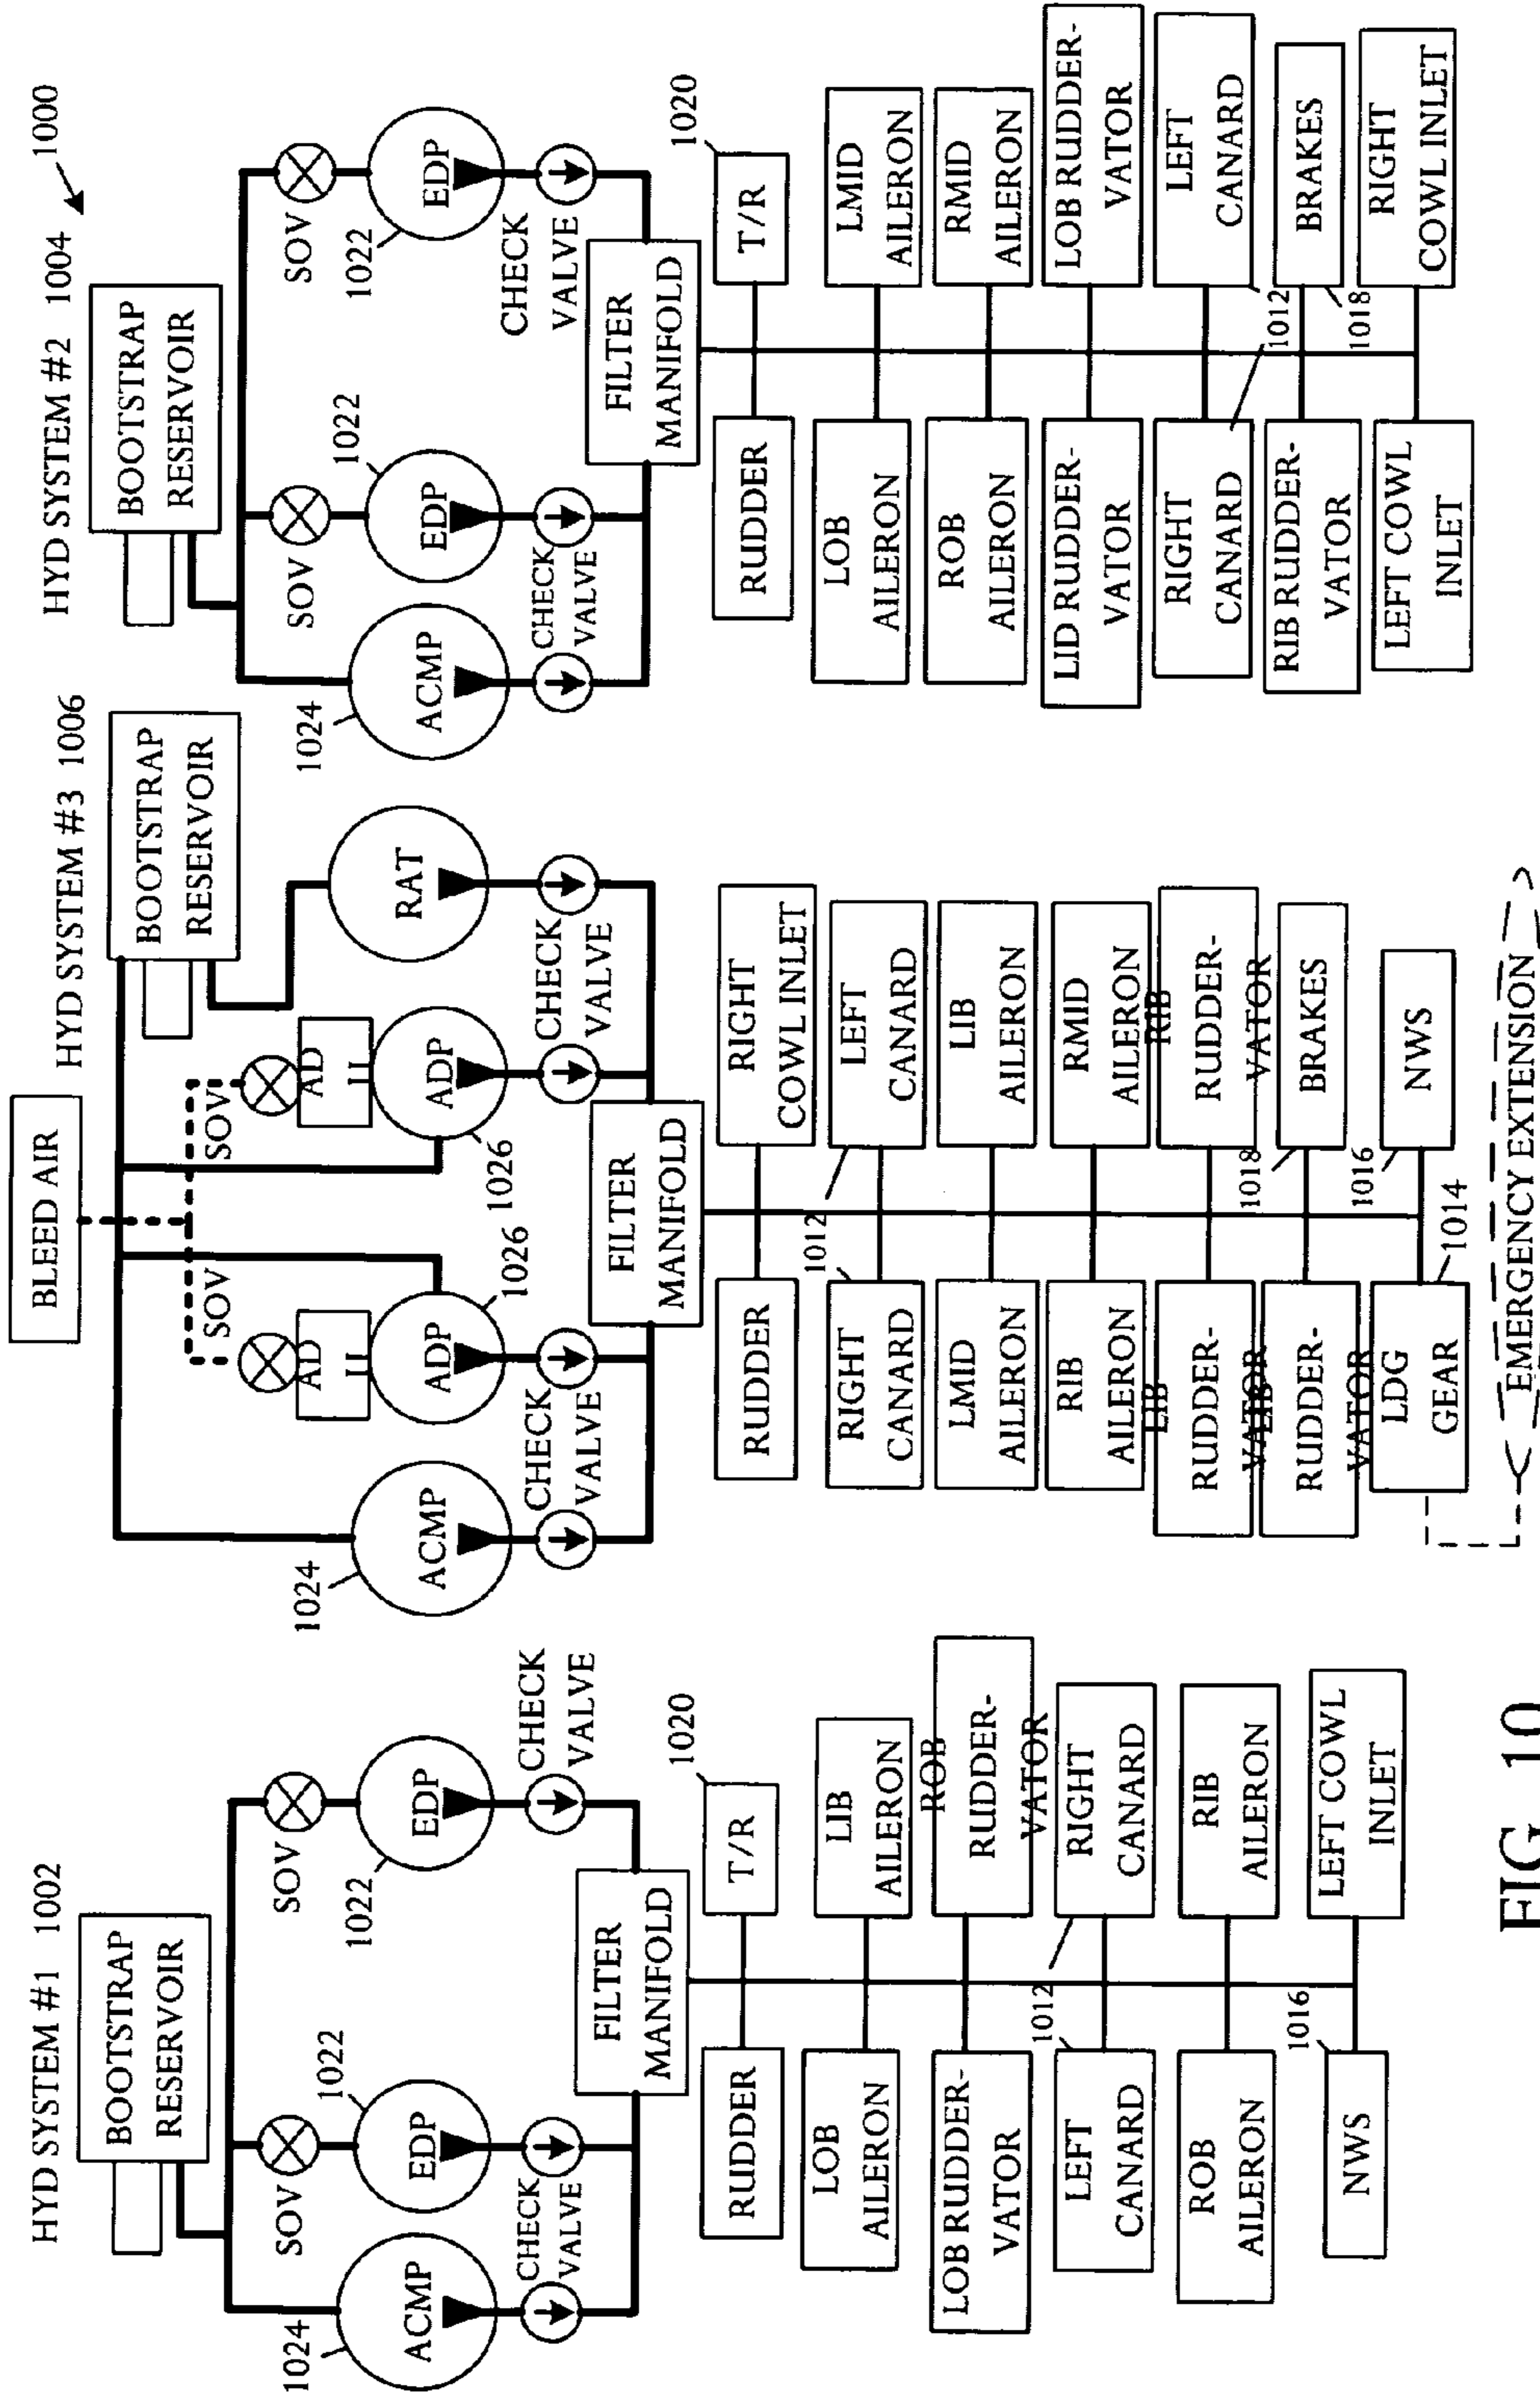 HYD SYSTEM #1 1002
BOOTSTRAP
RESERVOIR
SOV
SOV
1024
ACMP
1022
EDP
1022
EDP
CHECK
VALVE
CHECK
VALVE
FILTER
MANIFOLD
1020
RUDDER
T/R
LOB
AILERON
LIB
AILERON
LOB RUDDER-
VATOR
ROB
RUDDER-
VATOR
1012
LEFT
CANARD
RIGHT
CANARD
ROB
AILERON
RIB
AILERON
1016
NWS
LEFT COWL
INLET
BLEED AIR
HYD SYSTEM #3 1006
BOOTSTRAP
RESERVOIR
SOV
SOV
AD
AD
1024
ACMP
ADP
1026
ADP
1026
RAT
CHECK
VALVE
CHECK
VALVE
FILTER
MANIFOLD
RUDDER
RIGHT
COWL INLET
1012
RIGHT
CANARD
LEFT
CANARD
LMID
AILERON
LIB
AILERON
RIB
AILERON
RMID
AILERON
LIB
RUDDER-
VATOR
RIB
RUDDER-
VATOR
LIB
RUDDER-
VATOR
1018
BRAKES
LDG
GEAR
1014
1016
NWS
EMERGENCY EXTENSION
HYD SYSTEM #2 1004
1000
BOOTSTRAP
RESERVOIR
SOV
SOV
1024
ACMP
1022
EDP
1022
EDP
CHECK
VALVE
CHECK
VALVE
FILTER
MANIFOLD
1020
RUDDER
T/R
LOB
AILERON
LMID
AILERON
ROB
AILERON
RMID
AILERON
LID RUDDER-
VATOR
LOB RUDDER-
VATOR
RIGHT
CANARD
LEFT
CANARD
1012
RIB RUDDER-
VATOR
BRAKES
1018
LEFT COWL
INLET
RIGHT
COWL INLET
FIG 10